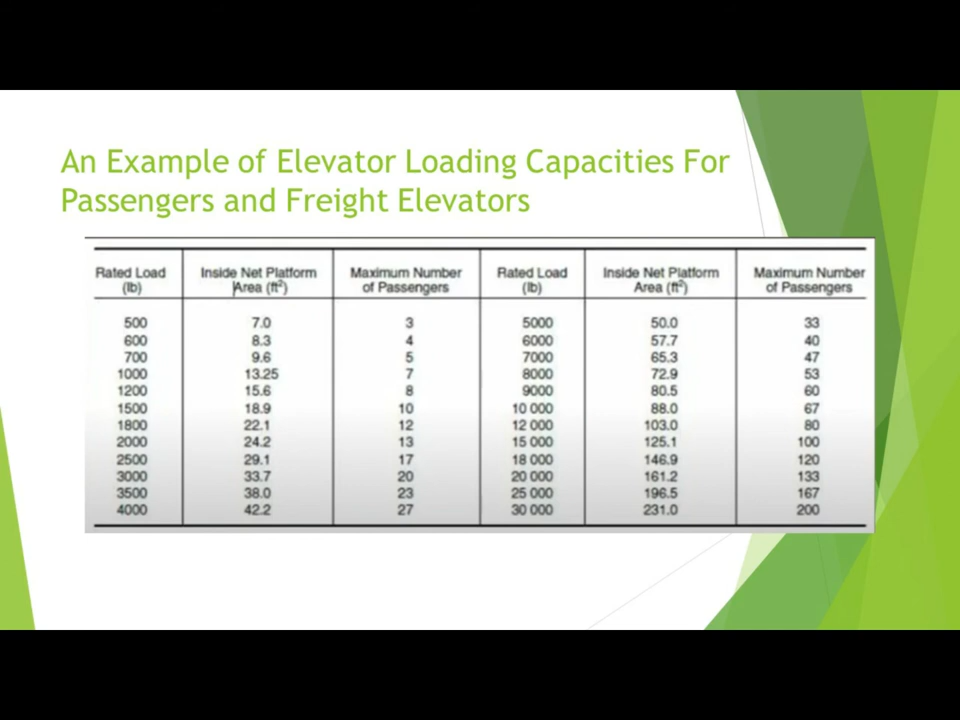 An Example of Elevator Loading Capacities For
Passengers and Freight Elevators
Rated Load (lb) Inside Net Platform Area (ft²) Maximum Number of Passengers Rated Load (lb) Inside Net Platform Area (ft²) Maximum Number of Passengers
500 7.0 3 5000 50.0 33
600 8.3 4 6000 57.7 40
700 9.6 5 7000 65.3 47
1000 13.25 7 8000 72.9 53
1200 15.6 8 9000 80.5 60
1500 18.9 10 10 000 88.0 67
1800 22.1 12 12 000 103.0 80
2000 24.2 13 15 000 125.1 100
2500 29.1 17 18 000 146.9 120
3000 33.7 20 20 000 161.2 133
3500 38.0 23 25 000 196.5 167
4000 42.2 27 30 000 231.0 200